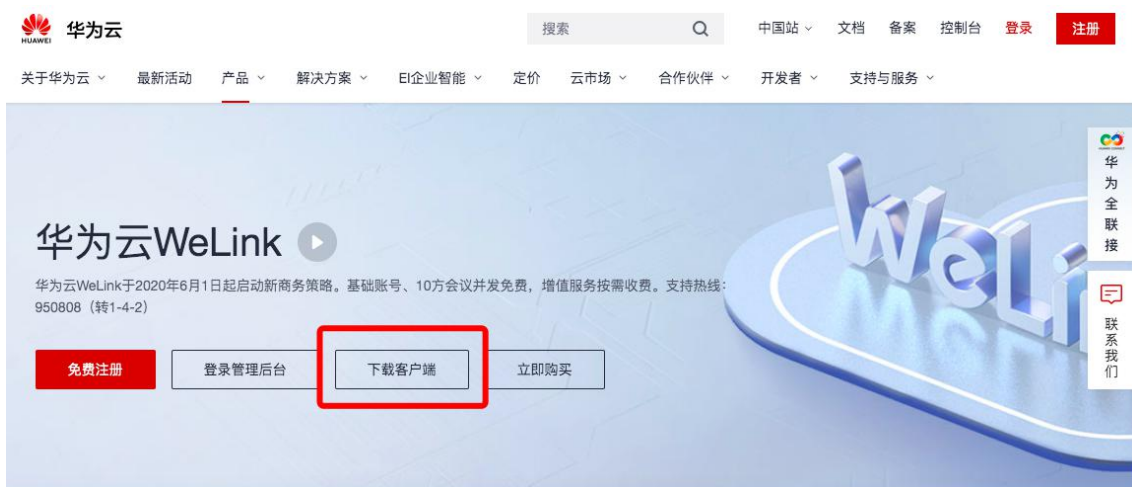 HUAWEI
华为云
搜索
中国站
文档
备案
控制台
登录
注册
关于华为云
最新活动
产品
解决方案
EI企业智能
定价
云市场
合作伙伴
开发者
支持与服务
华为云WeLink
华为云WeLink于2020年6月1日起启动新商务策略。基础账号、10方会议并发免费，增值服务按需收费。支持热线：
950808（转1-4-2）
免费注册
登录管理后台
下载客户端
立即购买
WeLin
华为全联接
联系我们